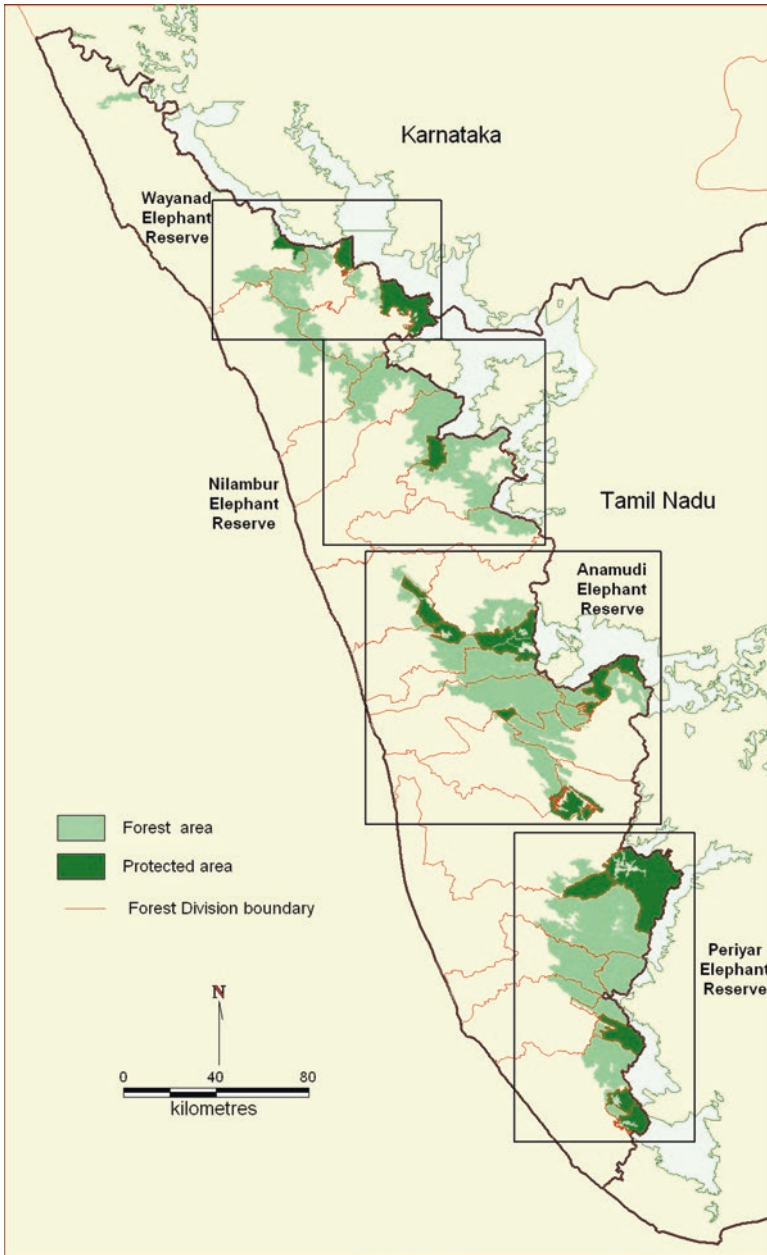 Karnataka
Wayanad
Elephant
Reserve
Nilambur
Elephant
Reserve
Tamil Nadu
Anamudi
Elephant
Reserve
Forest area
Protected area
Forest Division boundary
Periyar
Elephant
Reserve
N
0 40 80
kilometres